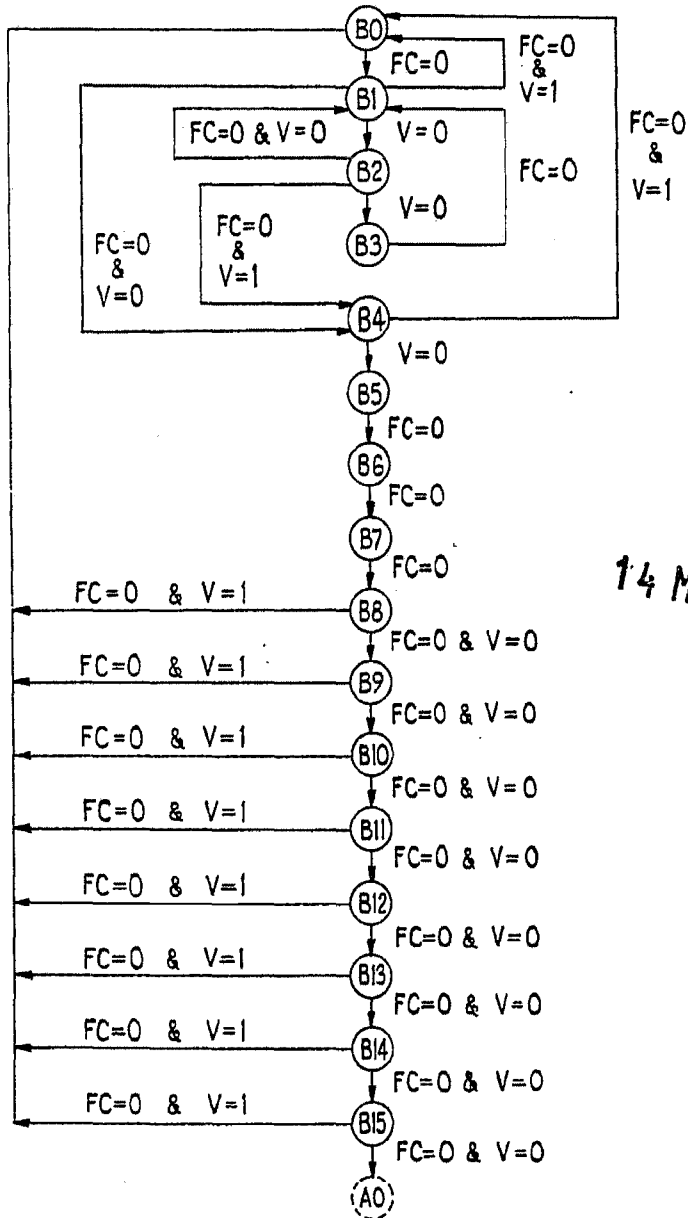 B0
FC=0
FC=0
&
V=1
B1
FC=0 & V=0
V=0
FC=0
&
V=1
B2
FC=0
V=0
FC=0
&
V=0
FC=0
&
V=1
B3
B4
V=0
B5
FC=0
B6
FC=0
B7
FC=0
14 M
FC=0 & V=1
B8
FC=0 & V=0
FC=0 & V=1
B9
FC=0 & V=0
FC=0 & V=1
B10
FC=0 & V=0
FC=0 & V=1
B11
FC=0 & V=0
FC=0 & V=1
B12
FC=0 & V=0
FC=0 & V=1
B13
FC=0 & V=0
FC=0 & V=1
B14
FC=0 & V=0
FC=0 & V=1
B15
FC=0 & V=0
A0